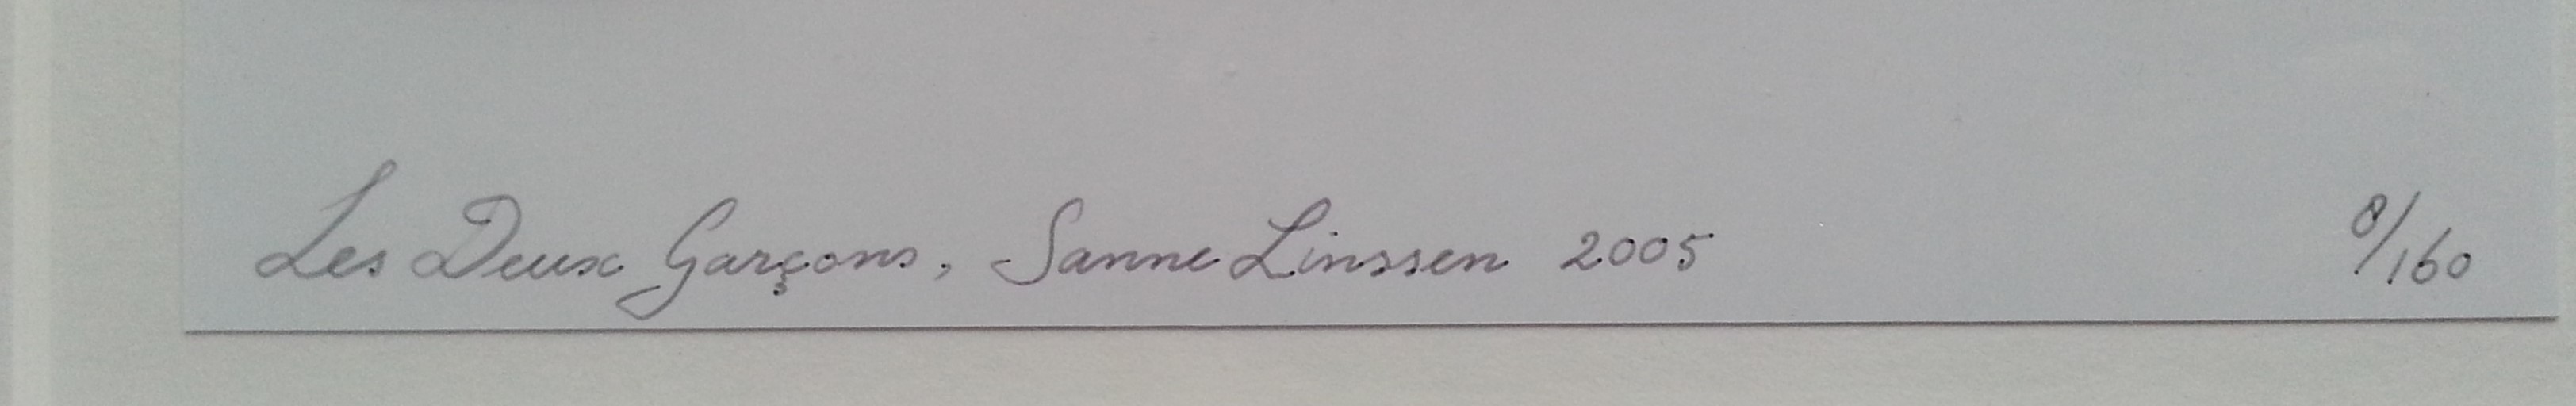 Les Deux Garçons, Sanne Linssen 2005 8/160